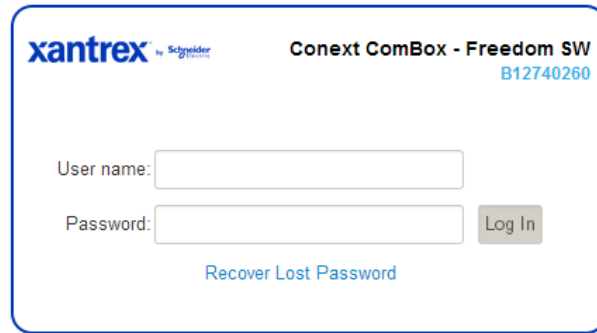 xantrex by Schneider Electric Conext ComBox - Freedom SW
B12740260
User name:
Password: Log In
Recover Lost Password